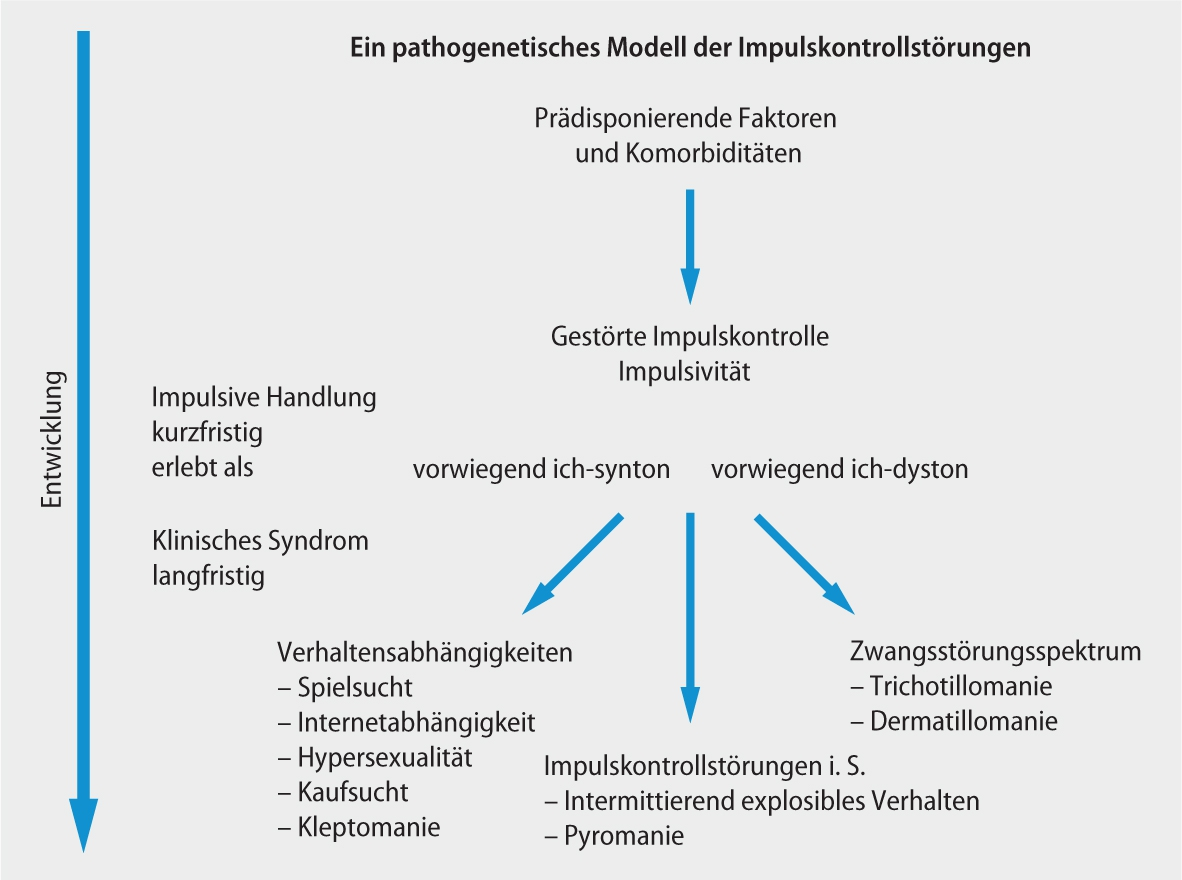 Ein pathogenetisches Modell der Impulskontrollstörungen
Prädisponierende Faktoren
und Komorbiditäten
Gestörte Impulskontrolle
Impulsivität
Entwicklung
Impulsive Handlung
kurzfristig
erlebt als
vorwiegend ich-synton
vorwiegend ich-dyston
Klinisches Syndrom
langfristig
Verhaltensabhängigkeiten
– Spielsucht
– Internetabhängigkeit
– Hypersexualität
– Kaufsucht
– Kleptomanie
Impulskontrollstörungen i. S.
– Intermittierend explosibles Verhalten
– Pyromanie
Zwangsstörungsspektrum
– Trichotillomanie
– Dermatillomanie